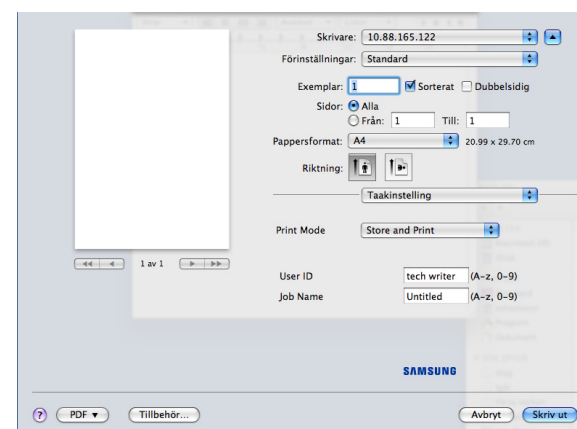 Skrivare: 10.88.165.122
Förinställningar: Standard
Exemplar: 1 Sorterat Dubbelsidig
Sidor: Alla
Från: 1 Till: 1
Pappersformat: A4 20.99 x 29.70 cm
Riktning:
Taakinstelling
Print Mode Store and Print
1 av 1
User ID tech writer (A–z, 0–9)
Job Name Untitled (A–z, 0–9)
SAMSUNG
? PDF ▼ Tillbehör... Avbryt Skriv ut